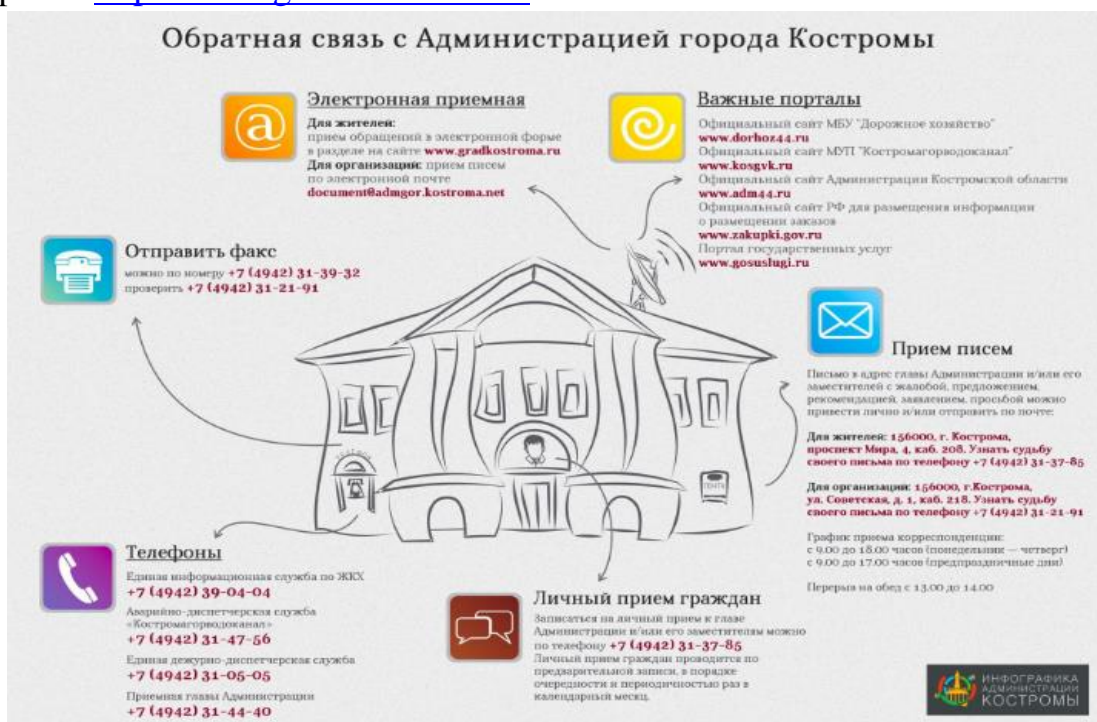 Обратная связь с Администрацией города Костромы
Электронная приемная
Для жителей:
прием обращений в электронной форме
в разделе на сайте www.gradkostroma.ru
Для организаций: прием писем
по электронной почте
document@admgor.kostroma.net
Важные порталы
Официальный сайт МБУ "Дорожное хозяйство"
www.dorhoz44.ru
Официальный сайт МУП "Костромагорводоканал"
www.kosgvk.ru
Официальный сайт Администрации Костромской области
www.adm44.ru
Официальный сайт РФ для размещения информации
о размещении заказов
www.zakupki.gov.ru
Портал государственных услуг
www.gosuslugi.ru
Отправить факс
можно по номеру +7 (4942) 31-39-32
проверить +7 (4942) 31-21-91
Прием писем
Письмо в адрес главы Администрации и/или его
заместителей с жалобой, предложением,
рекомендацией, заявлением, просьбой можно
привести лично и/или отправить по почте:
Для жителей: 156000, г. Кострома,
проспект Мира, 4, каб. 208. Узнать судьбу
своего письма по телефону +7 (4942) 31-37-85
Для организации: 156000, г.Кострома,
ул. Советская, д. 1, каб. 218. Узнать судьбу
своего письма по телефону +7 (4942) 31-21-91
График приема корреспонденции:
с 9.00 до 18.00 часов (понедельник — четверг)
с 9.00 до 17.00 часов (предпраздничные дни)
Перерыв на обед с 13.00 до 14.00
Телефоны
Единая информационная служба по ЖКХ
+7 (4942) 39-04-04
Аварийно-диспетчерская служба
«Костромагорводоканал»
+7 (4942) 31-47-56
Единая дежурно-диспетчерская служба
+7 (4942) 31-05-05
Приемная главы Администрации
+7 (4942) 31-44-40
Личный прием граждан
Записаться на личный прием к главе
Администрации и/или его заместителям можно
по телефону +7 (4942) 31-37-85
Личный прием граждан проводится по
предварительной записи, в порядке
очередности и периодичностью раз в
календарный месяц.
ИНФОГРАФИКА
АДМИНИСТРАЦИИ
КОСТРОМЫ